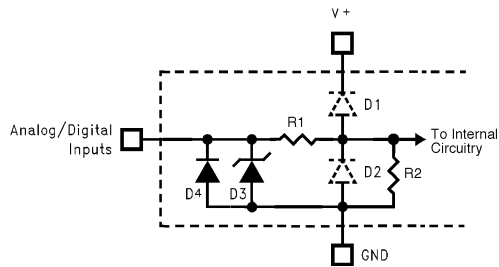 V +
D1
R1
Analog/Digital
Inputs
To Internal
Circuitry
D4
D3
D2
R2
GND